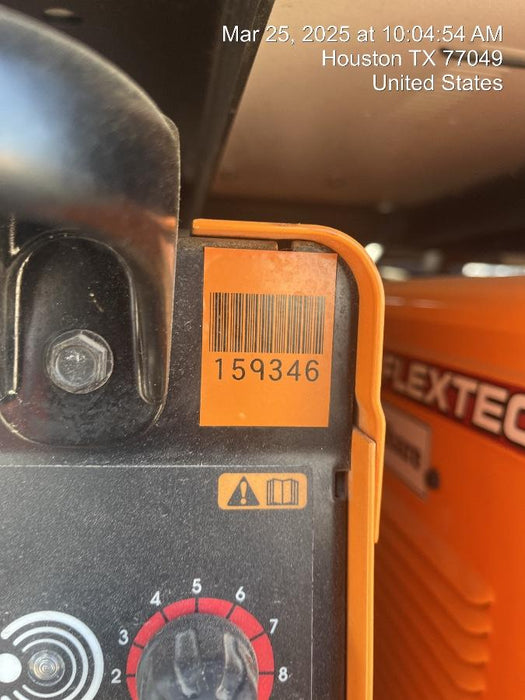 Mar 25, 2025 at 10:04:54 AM
Houston TX 77049
United States
159346
FLEXTEC
5
4 6
3 7
2 8